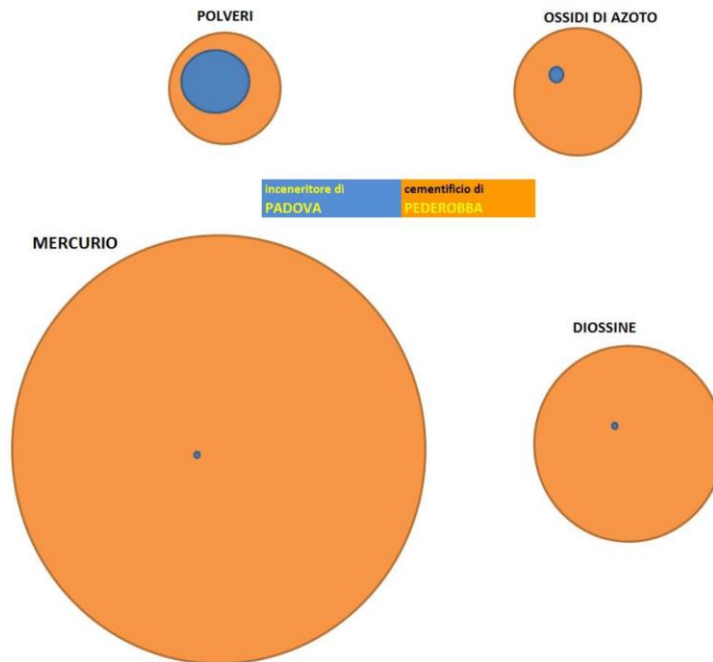 POLVERI
OSSIDI DI AZOTO
inceneritore di cementificio di
PADOVA PEDEROBBA
MERCURIO
DIOSSINE